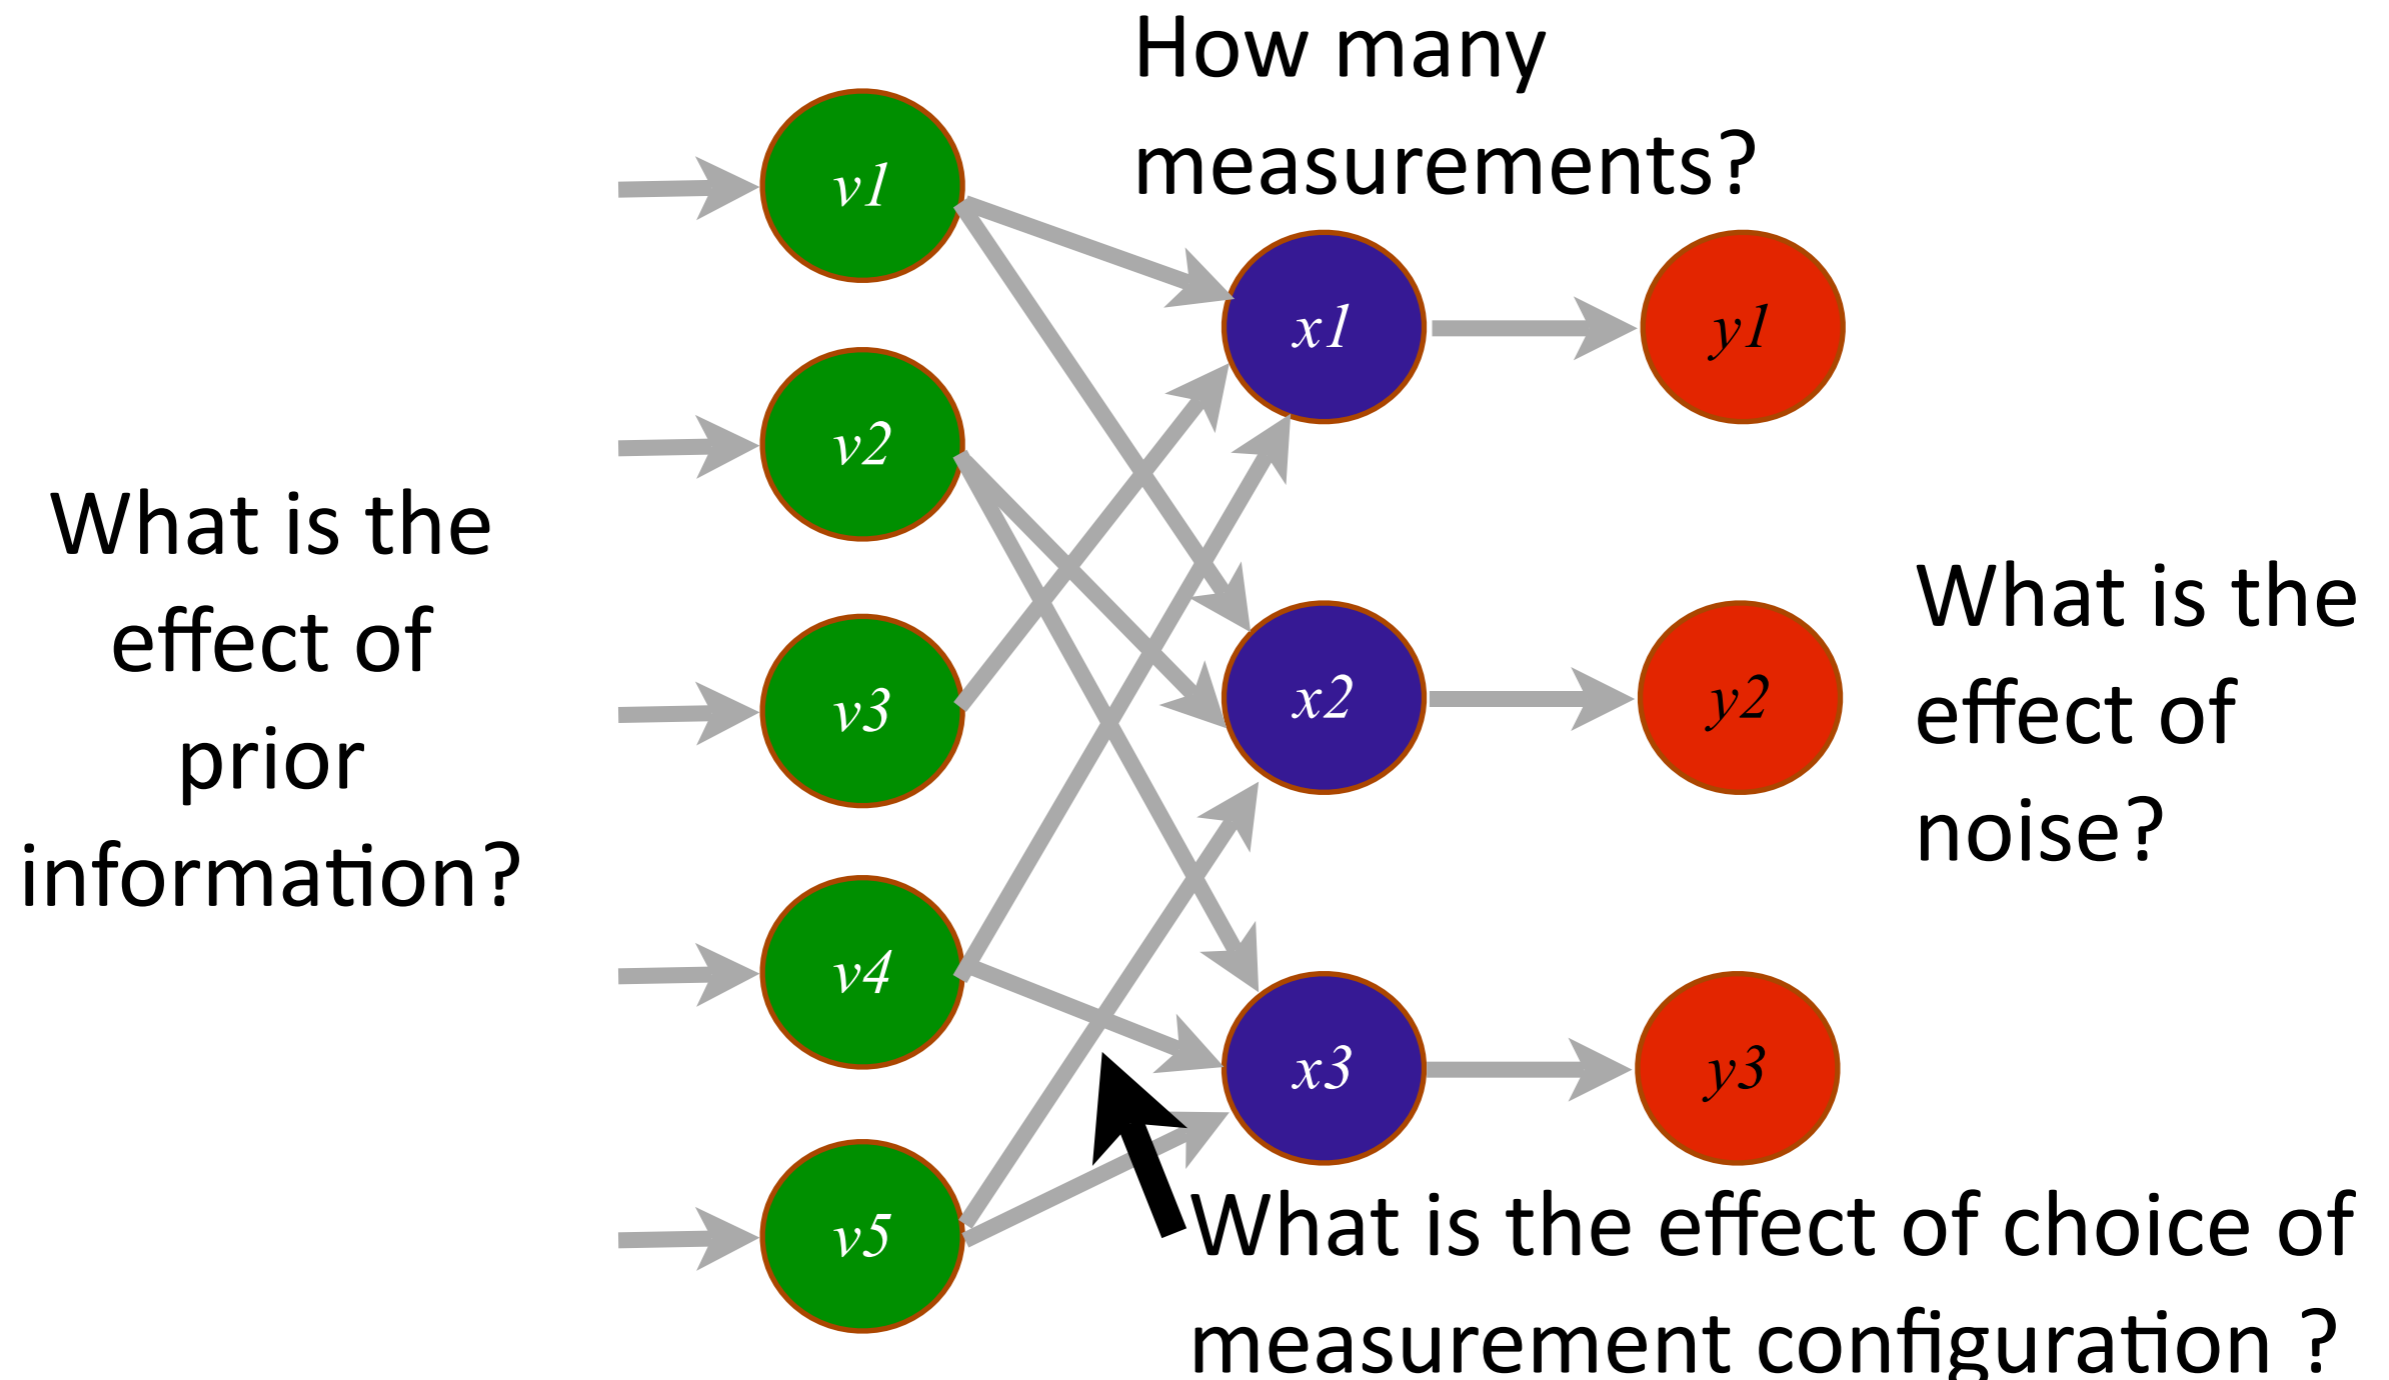 How many
measurements?
v1
v2
v3
v4
v5
x1
x2
x3
y1
y2
y3
What is the
effect of
prior
information?
What is the
effect of
noise?
What is the effect of choice of
measurement configuration ?